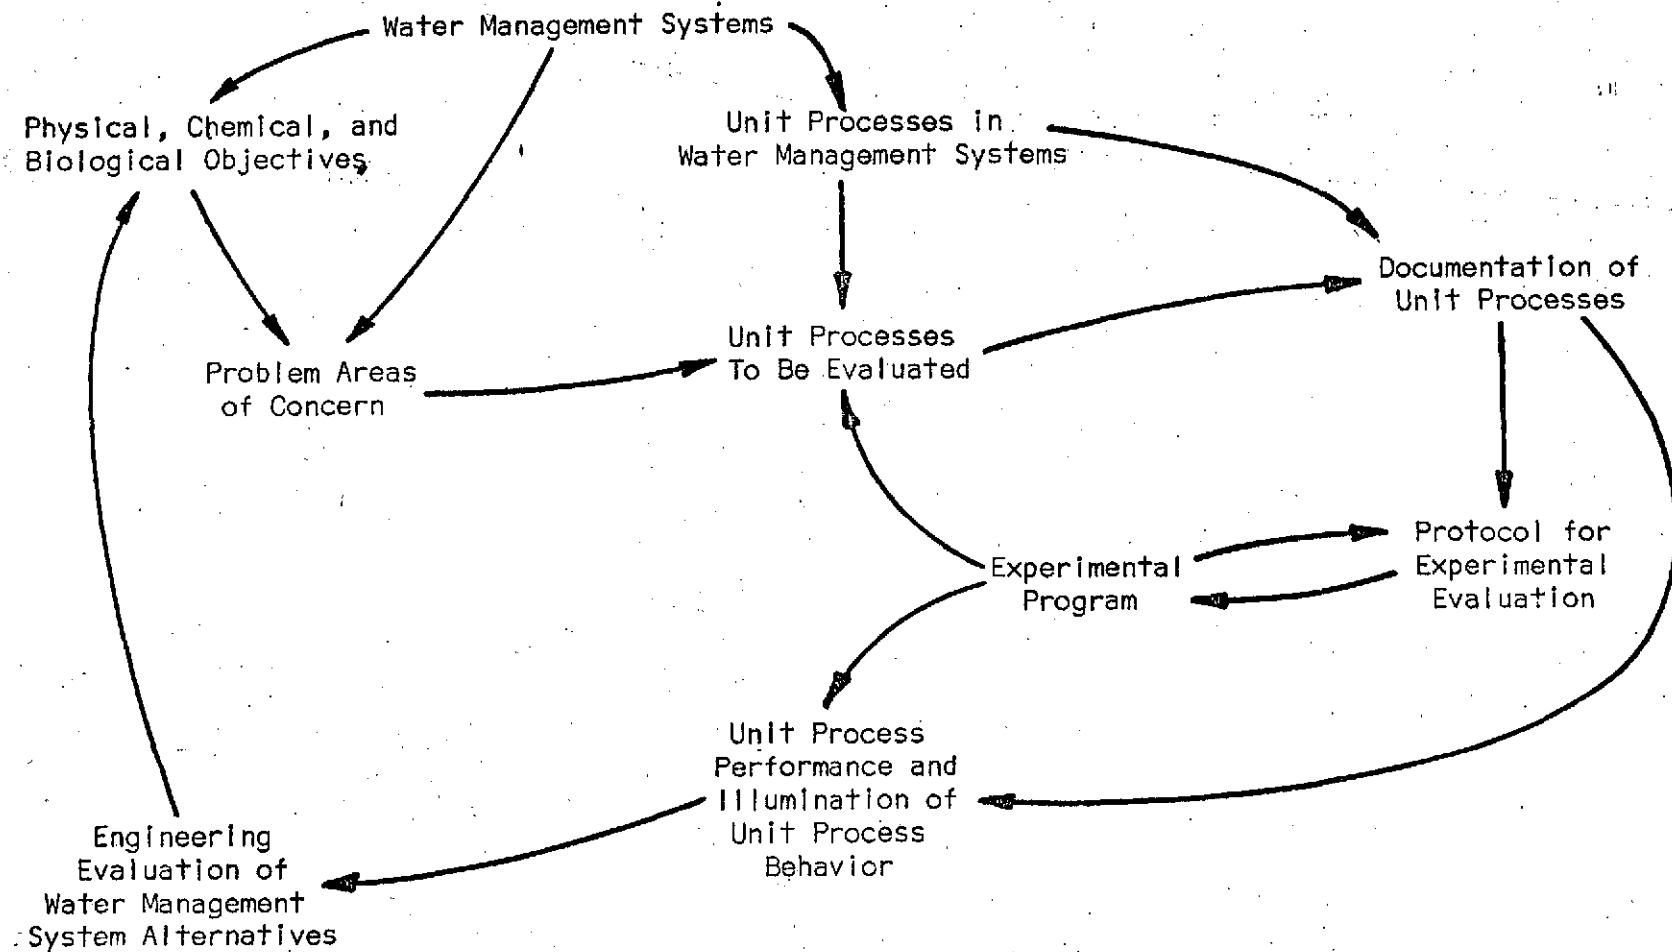 Water Management Systems
Physical, Chemical, and
Biological Objectives
Unit Processes in
Water Management Systems
Documentation of
Unit Processes
Unit Processes
To Be Evaluated
Problem Areas
of Concern
Protocol for
Experimental
Evaluation
Experimental
Program
Unit Process
Performance and
Illumination of
Unit Process
Behavior
Engineering
Evaluation of
Water Management
System Alternatives